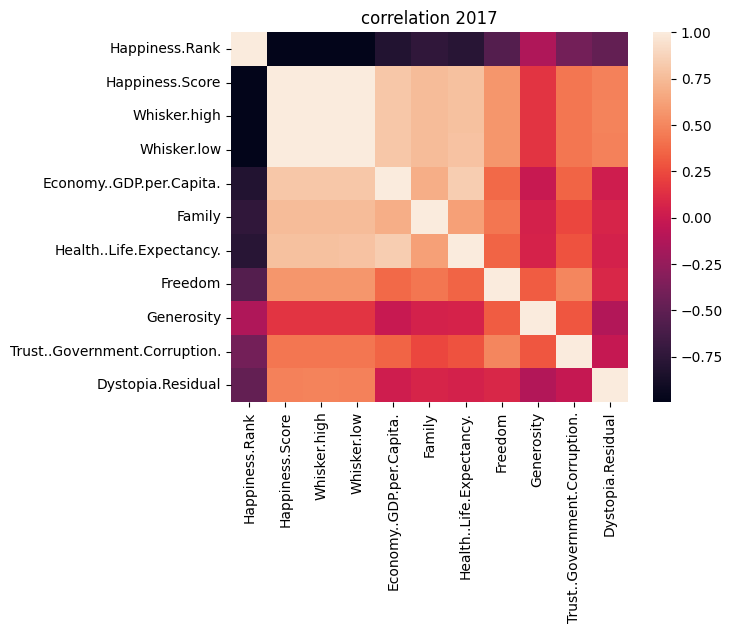 correlation 2017
Happiness.Rank
Happiness.Score
Whisker.high
Whisker.low
Economy..GDP.per.Capita.
Family
Health..Life.Expectancy.
Freedom
Generosity
Trust..Government.Corruption.
Dystopia.Residual
Happiness.Rank
Happiness.Score
Whisker.high
Whisker.low
Economy..GDP.per.Capita.
Family
Health..Life.Expectancy.
Freedom
Generosity
Trust..Government.Corruption.
Dystopia.Residual
1.00
0.75
0.50
0.25
0.00
−0.25
−0.50
−0.75